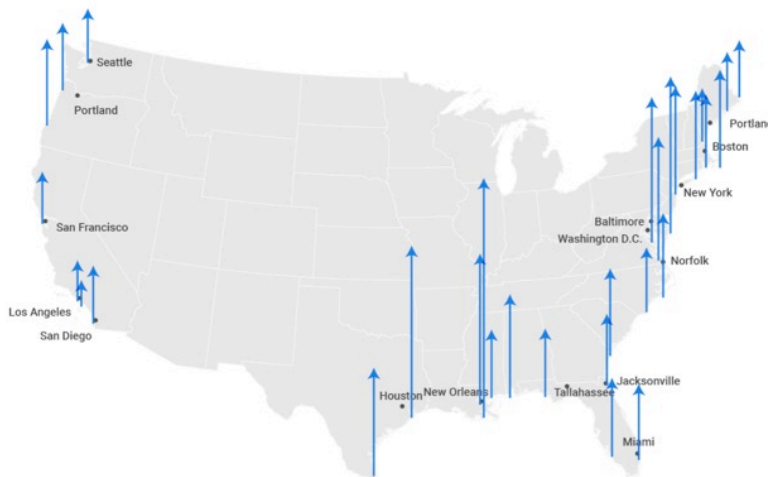 Seattle
Portland
Portland
Boston
New York
San Francisco
Baltimore
Washington D.C.
Norfolk
Los Angeles
San Diego
Houston
New Orleans
Tallahassee
Jacksonville
Miami